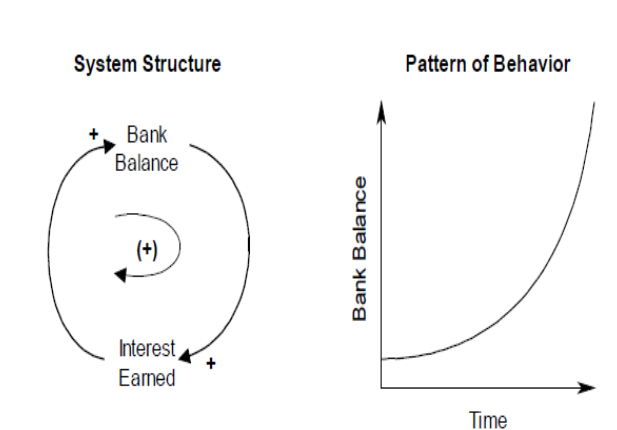 System Structure
Pattern of Behavior
+
Bank
Balance
(+)
Interest
Earned
+
Bank Balance
Time